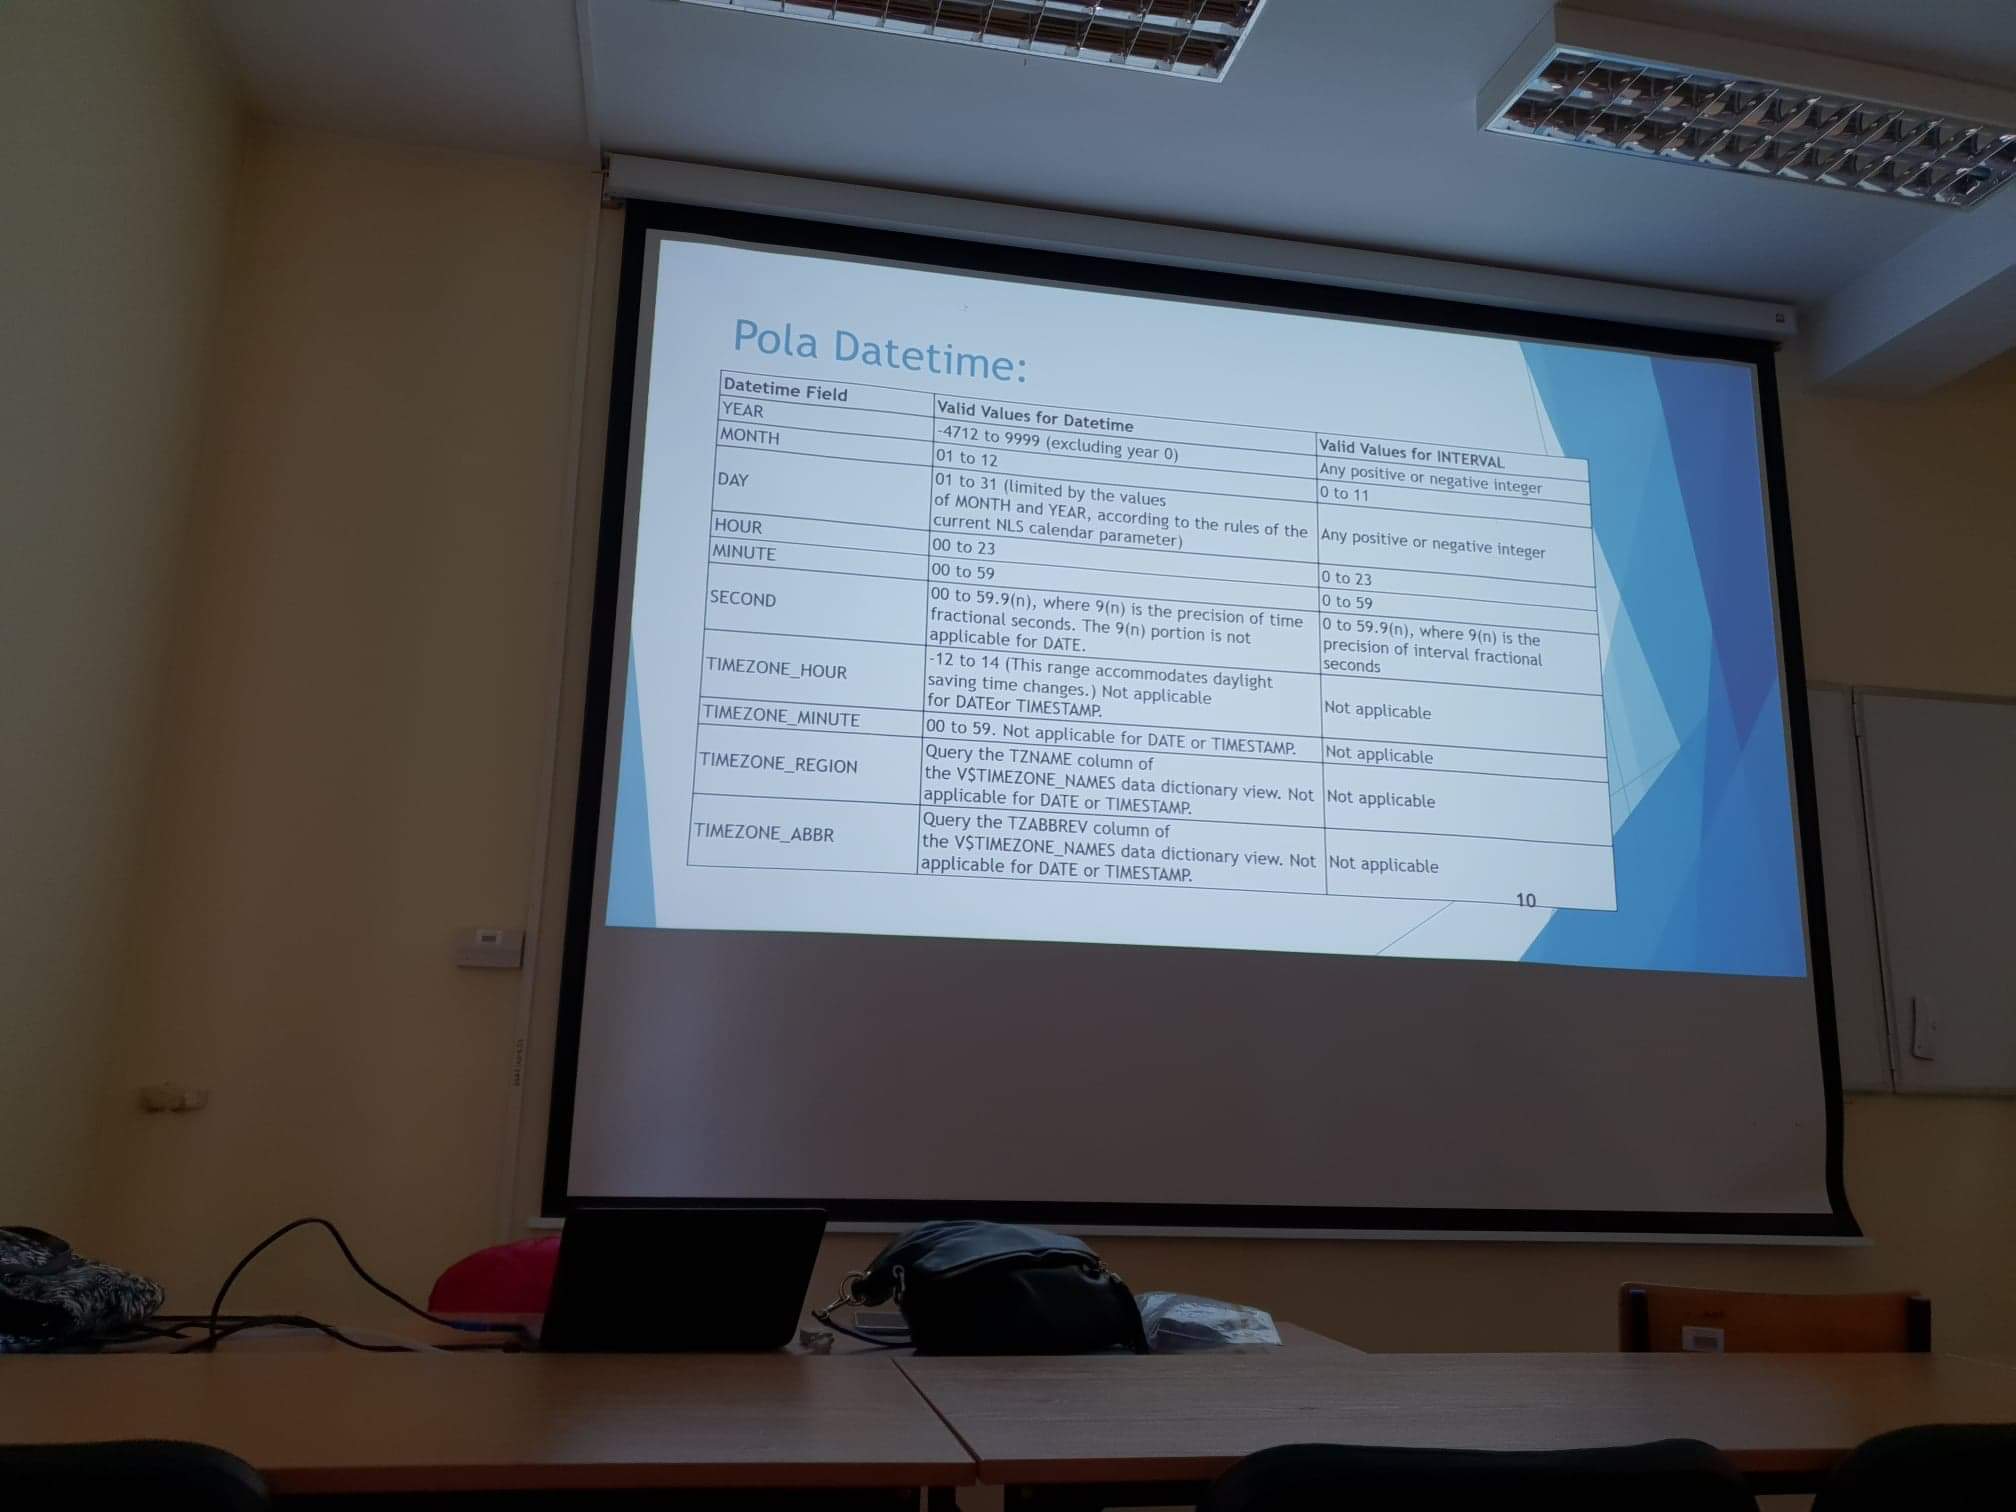 Pola Datetime:
Datetime Field
Valid Values for Datetime
Valid Values for INTERVAL
YEAR
-4712 to 9999 (excluding year 0)
Any positive or negative integer
MONTH
01 to 12
0 to 11
DAY
01 to 31 (limited by the values
of MONTH and YEAR, according to the rules of the
current NLS calendar parameter)
Any positive or negative integer
HOUR
00 to 23
0 to 23
MINUTE
00 to 59
0 to 59
SECOND
00 to 59.9(n), where 9(n) is the precision of time
fractional seconds. The 9(n) portion is not
applicable for DATE.
0 to 59.9(n), where 9(n) is the
precision of interval fractional
seconds
TIMEZONE_HOUR
-12 to 14 (This range accommodates daylight
saving time changes.) Not applicable
for DATEor TIMESTAMP.
Not applicable
TIMEZONE_MINUTE
00 to 59. Not applicable for DATE or TIMESTAMP.
Not applicable
TIMEZONE_REGION
Query the TZNAME column of
the V$TIMEZONE_NAMES data dictionary view. Not
applicable for DATE or TIMESTAMP.
Not applicable
TIMEZONE_ABBR
Query the TZABBREV column of
the V$TIMEZONE_NAMES data dictionary view. Not
applicable for DATE or TIMESTAMP.
Not applicable
10